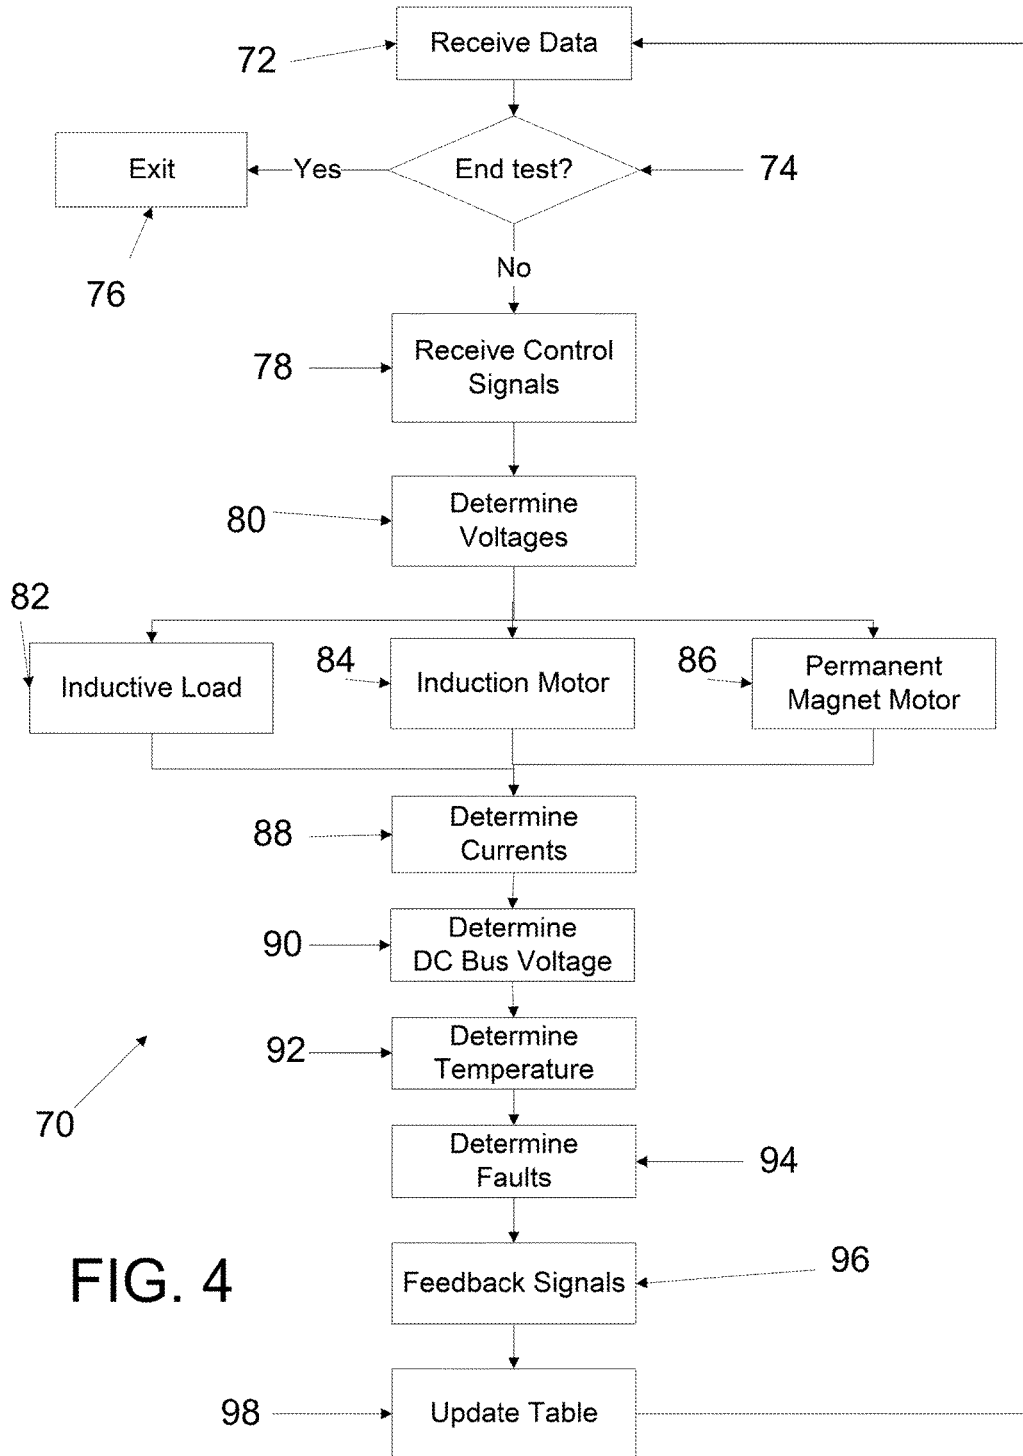 72
Receive Data
Exit
Yes
End test?
74
76
No
78
Receive Control
Signals
80
Determine
Voltages
82
Inductive Load
84
Induction Motor
86
Permanent
Magnet Motor
88
Determine
Currents
90
Determine
DC Bus Voltage
92
Determine
Temperature
70
Determine
Faults
94
FIG. 4
Feedback Signals
96
98
Update Table